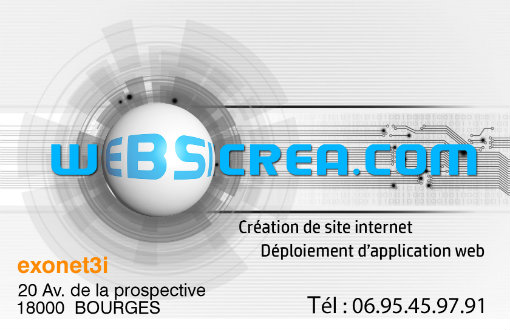 WEBSICREA.COM
Création de site internet
Déploiement d'application web
exonet3i
20 Av. de la prospective
18000 BOURGES
Tél : 06.95.45.97.91